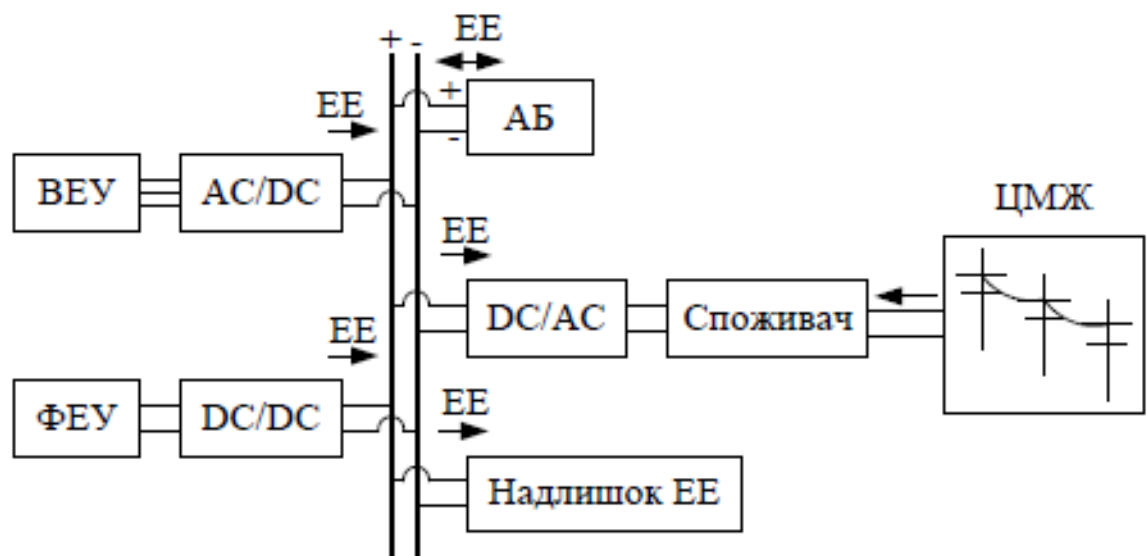 + -
ЕЕ
+
АБ
-
ЕЕ
ВЕУ
AC/DC
ЕЕ
ЦМЖ
DC/AC
Споживач
ЕЕ
ФЕУ
DC/DC
ЕЕ
Надлишок ЕЕ